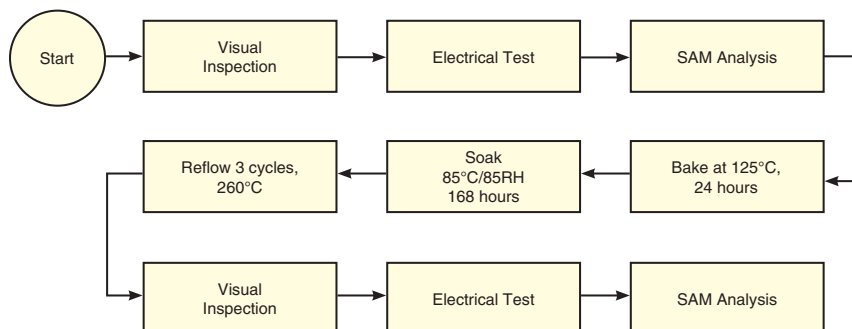 Start
Visual
Inspection
Electrical Test
SAM Analysis
Bake at 125°C,
24 hours
Soak
85°C/85RH
168 hours
Reflow 3 cycles,
260°C
Visual
Inspection
Electrical Test
SAM Analysis